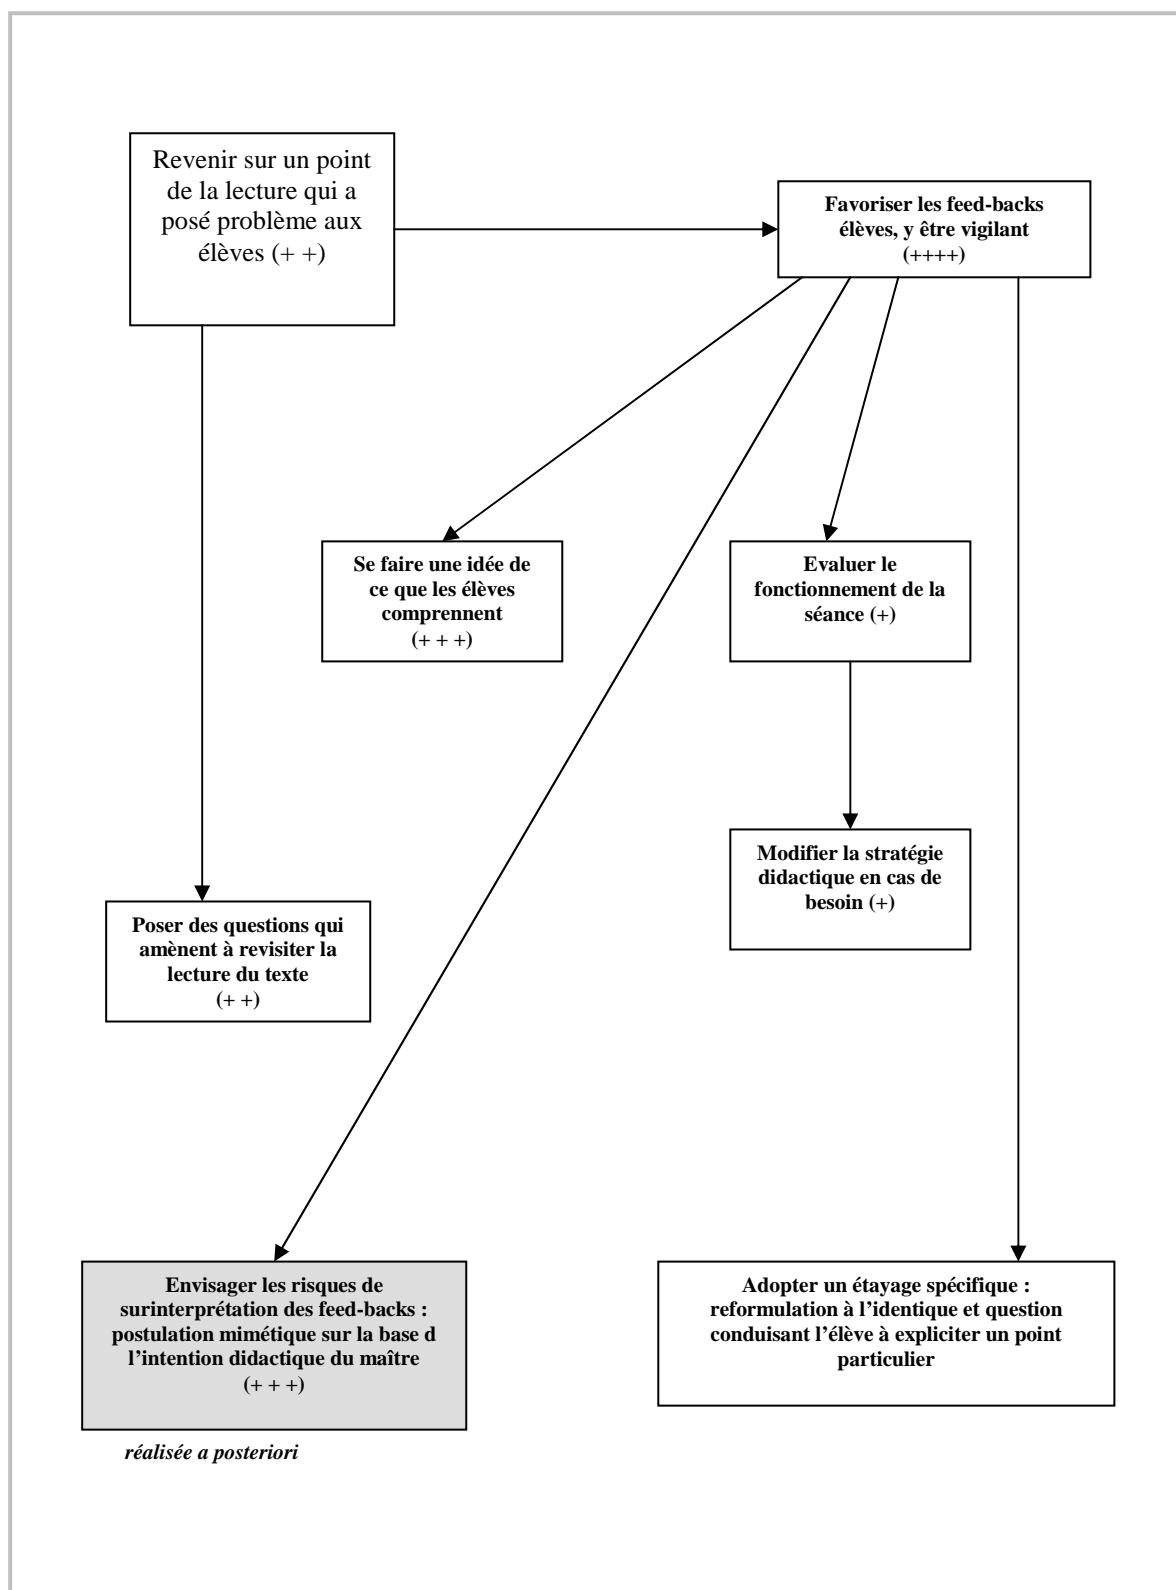 Revenir sur un point
de la lecture qui a
posé problème aux
élèves (+ +)
Favoriser les feed-backs
élèves, y être vigilant
(++++)
Se faire une idée de
ce que les élèves
comprennent
(+ + +)
Evaluer le
fonctionnement de la
séance (+)
Modifier la stratégie
didactique en cas de
besoin (+)
Poser des questions qui
amènent à revisiter la
lecture du texte
(+ +)
Envisager les risques de
surinterprétation des feed-backs :
postulation mimétique sur la base d
l’intention didactique du maître
(+ + +)
Adopter un étayage spécifique :
reformulation à l’identique et question
conduisant l’élève à expliciter un point
particulier
réalisée a posteriori